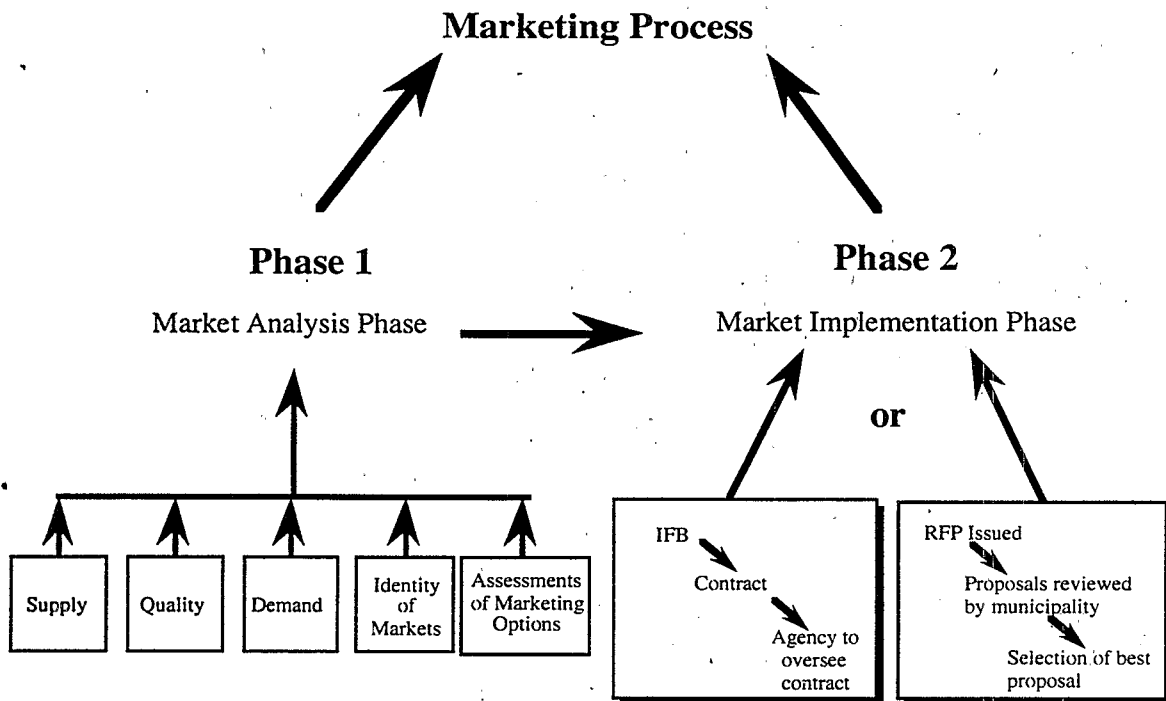 Marketing Process
Phase 1
Market Analysis Phase
Phase 2
Market Implementation Phase
or
Supply
Quality
Demand
Identity
of
Markets
Assessments
of Marketing
Options
IFB
Contract
Agency to
oversee
contract
RFP Issued
Proposals reviewed
by municipality
Selection of best
proposal